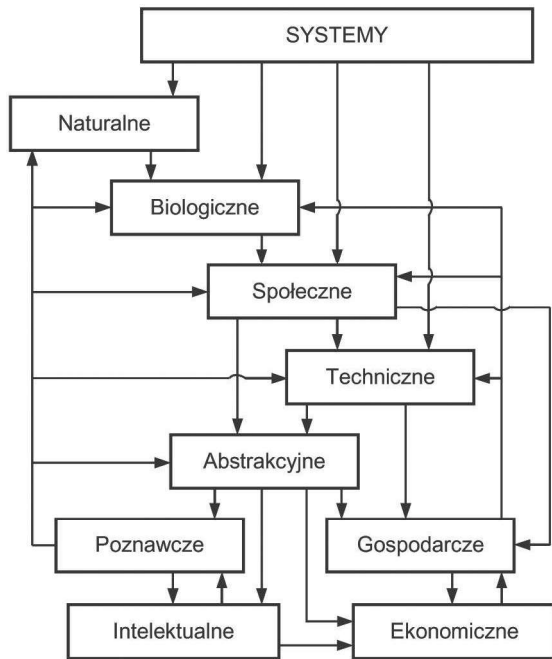 SYSTEMY
Naturalne
Biologiczne
Społeczne
Techniczne
Abstrakcyjne
Poznawcze
Gospodarcze
Intelektualne
Ekonomiczne